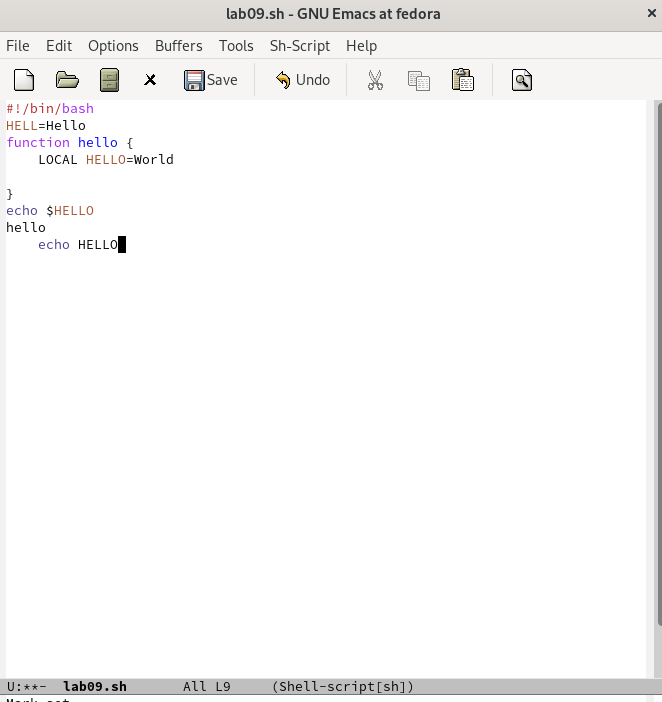 lab09.sh - GNU Emacs at fedora
File Edit Options Buffers Tools Sh-Script Help
Save Undo
#!/bin/bash
HELL=Hello
function hello {
    LOCAL HELLO=World
}
echo $HELLO
hello
    echo HELLO
U:**- lab09.sh All L9 (Shell-script[sh])